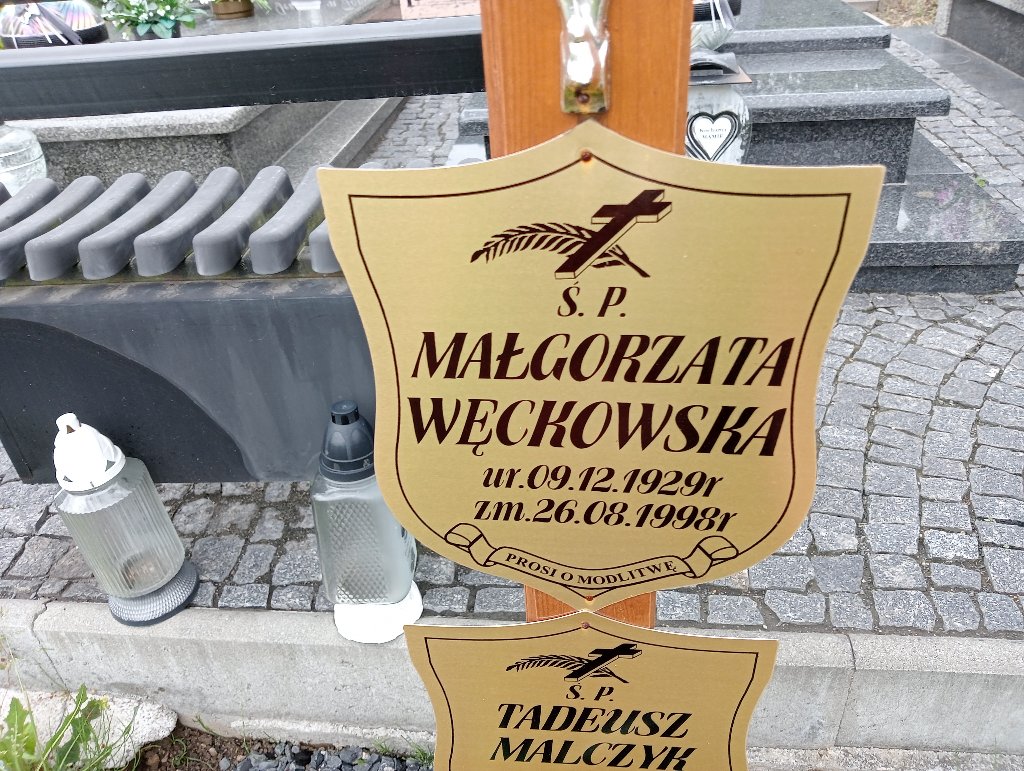 Ś. P.
MAŁGORZATA
WĘCKOWSKA
ur.09.12.1929r
zm.26.08.1998r
PROSI O MODLITWĘ
Ś. P.
TADEUSZ
MALCZYK